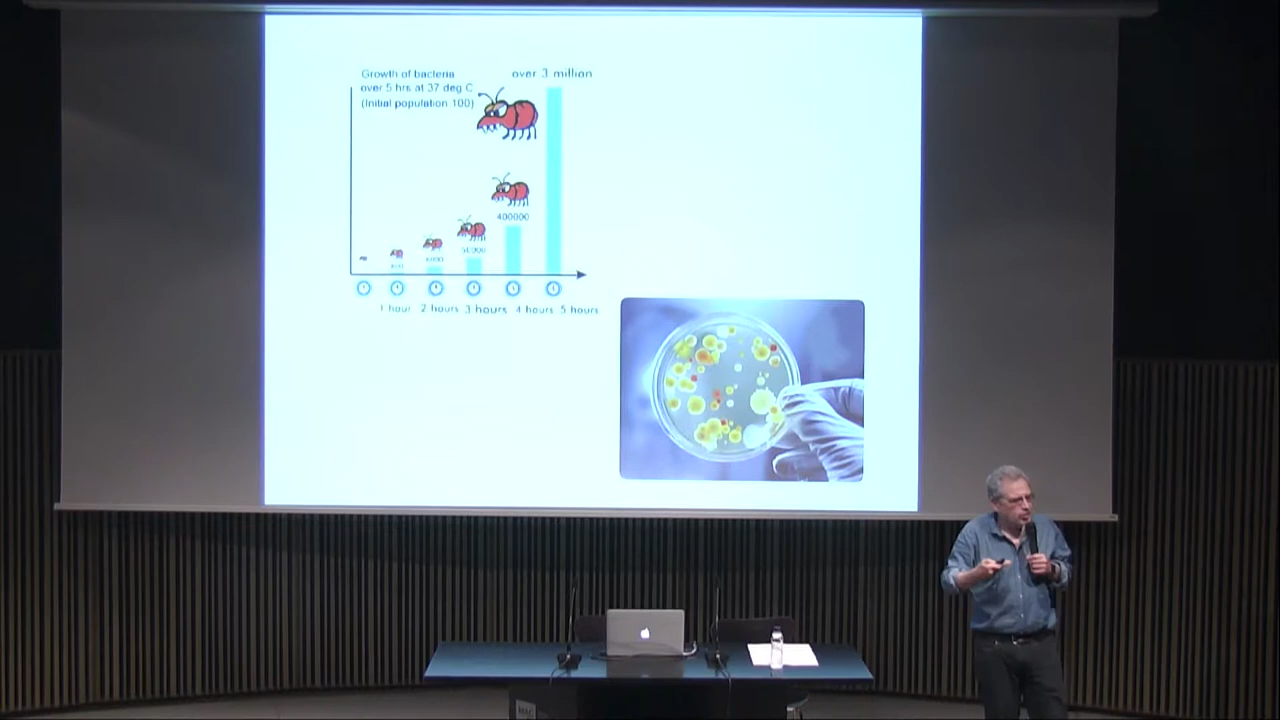 Growth of bacteria
over 5 hrs at 37 deg C
(Initial population 100)
over 3 million
400000
1 hour 2 hours 3 hours 4 hours 5 hours